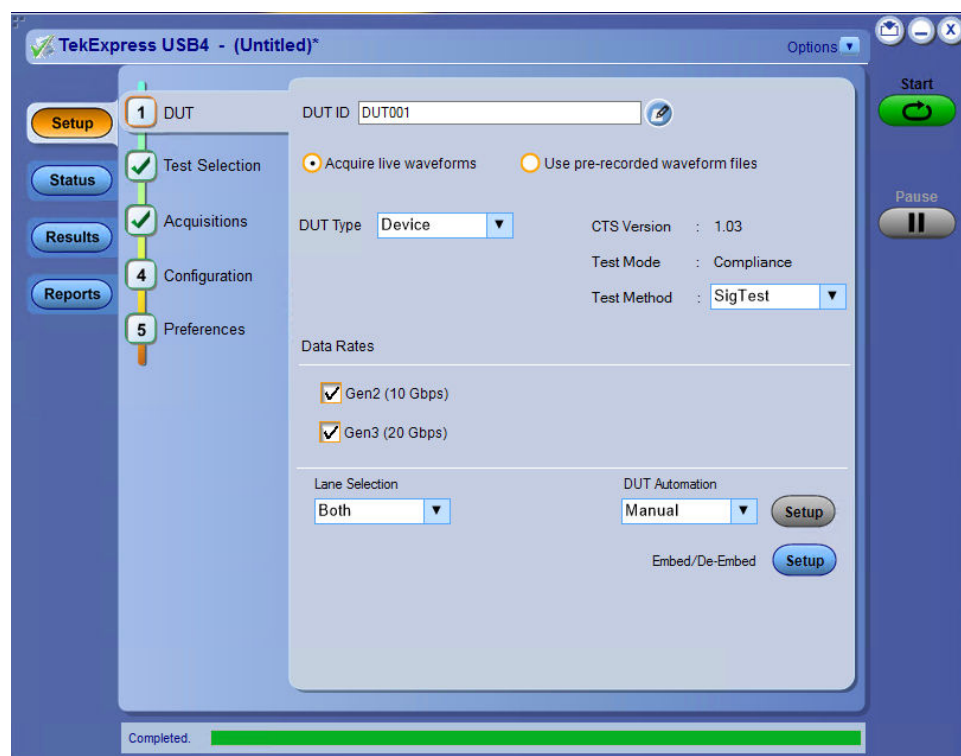 TekExpress USB4 - (Untitled)*
Options
X
Start
Setup
Status
Results
Reports
1 DUT
Test Selection
Acquisitions
4 Configuration
5 Preferences
DUT ID DUT001
Acquire live waveforms Use pre-recorded waveform files
DUT Type Device
CTS Version : 1.03
Test Mode : Compliance
Test Method : SigTest
Data Rates
Gen2 (10 Gbps)
Gen3 (20 Gbps)
Lane Selection
Both
DUT Automation
Manual
Setup
Embed/De-Embed Setup
Pause
Completed.